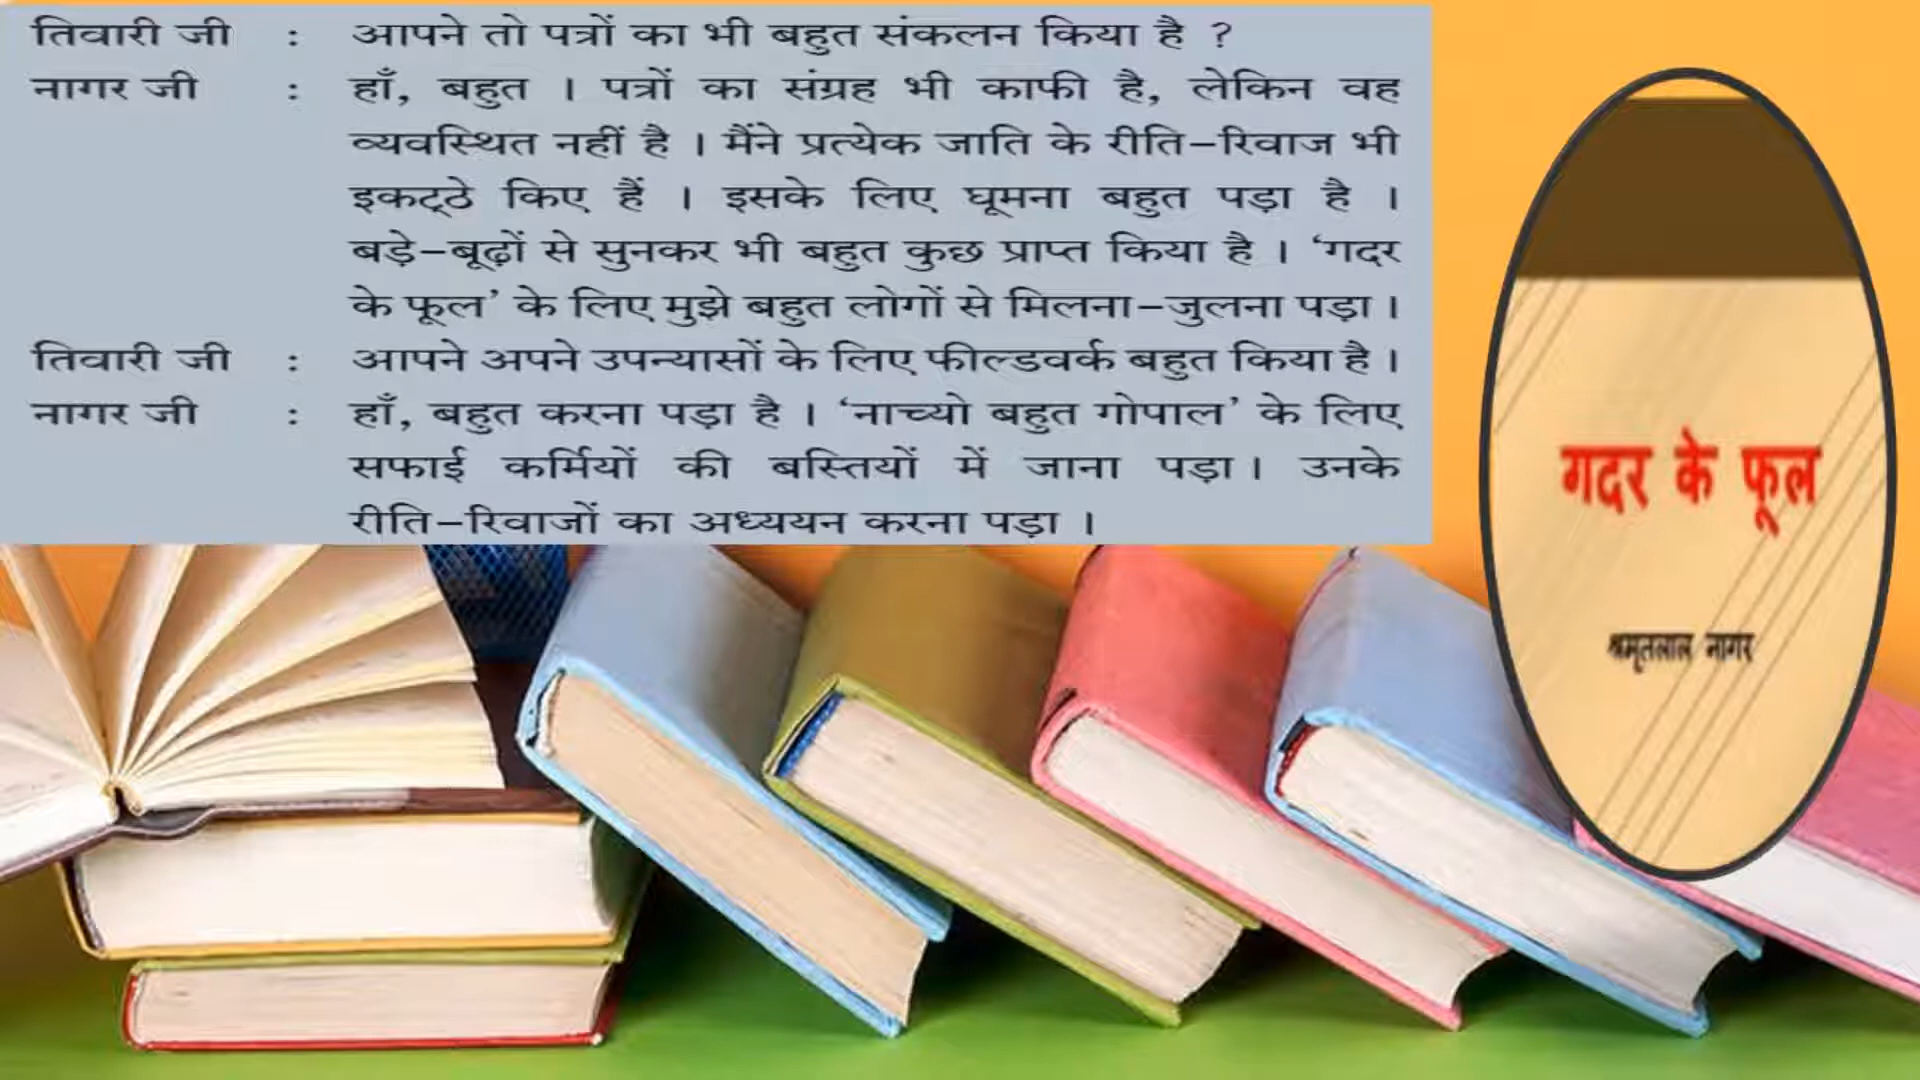 तिवारी जी : आपने तो पत्रों का भी बहुत संकलन किया है ?
नागर जी : हाँ, बहुत । पत्रों का संग्रह भी काफी है, लेकिन वह
व्यवस्थित नहीं है । मैंने प्रत्येक जाति के रीति-रिवाज भी
इकट्ठे किए हैं । इसके लिए घूमना बहुत पड़ा है ।
बड़े-बूढ़ों से सुनकर भी बहुत कुछ प्राप्त किया है । ‘गदर
के फूल’ के लिए मुझे बहुत लोगों से मिलना-जुलना पड़ा ।
तिवारी जी : आपने अपने उपन्यासों के लिए फील्डवर्क बहुत किया है ।
नागर जी : हाँ, बहुत करना पड़ा है । ‘नाच्यो बहुत गोपाल’ के लिए
सफाई कर्मियों की बस्तियों में जाना पड़ा । उनके
रीति-रिवाजों का अध्ययन करना पड़ा ।
गदर के फूल
अमृतलाल नागर